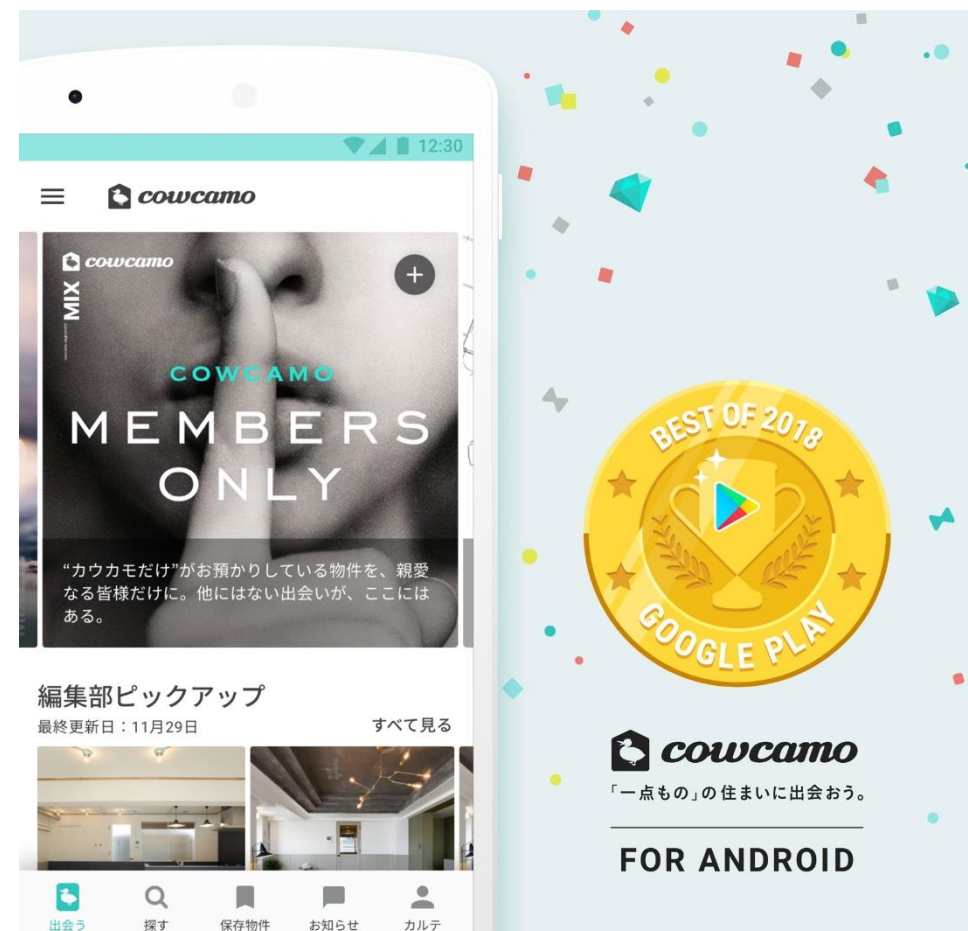 12:30
cowcamo
cowcamo
MIX
COWCAMO
MEMBERS
ONLY
“カウカモだけ”がお預かりしている物件を、親愛
なる皆様だけに。他にはない出会いが、ここには
ある。
編集部ピックアップ
最終更新日：11月29日
すべて見る
出会う
探す
保存物件
お知らせ
カルテ
BEST OF 2018
GOOGLE PLAY
cowcamo
「一点もの」の住まいに出会おう。
FOR ANDROID